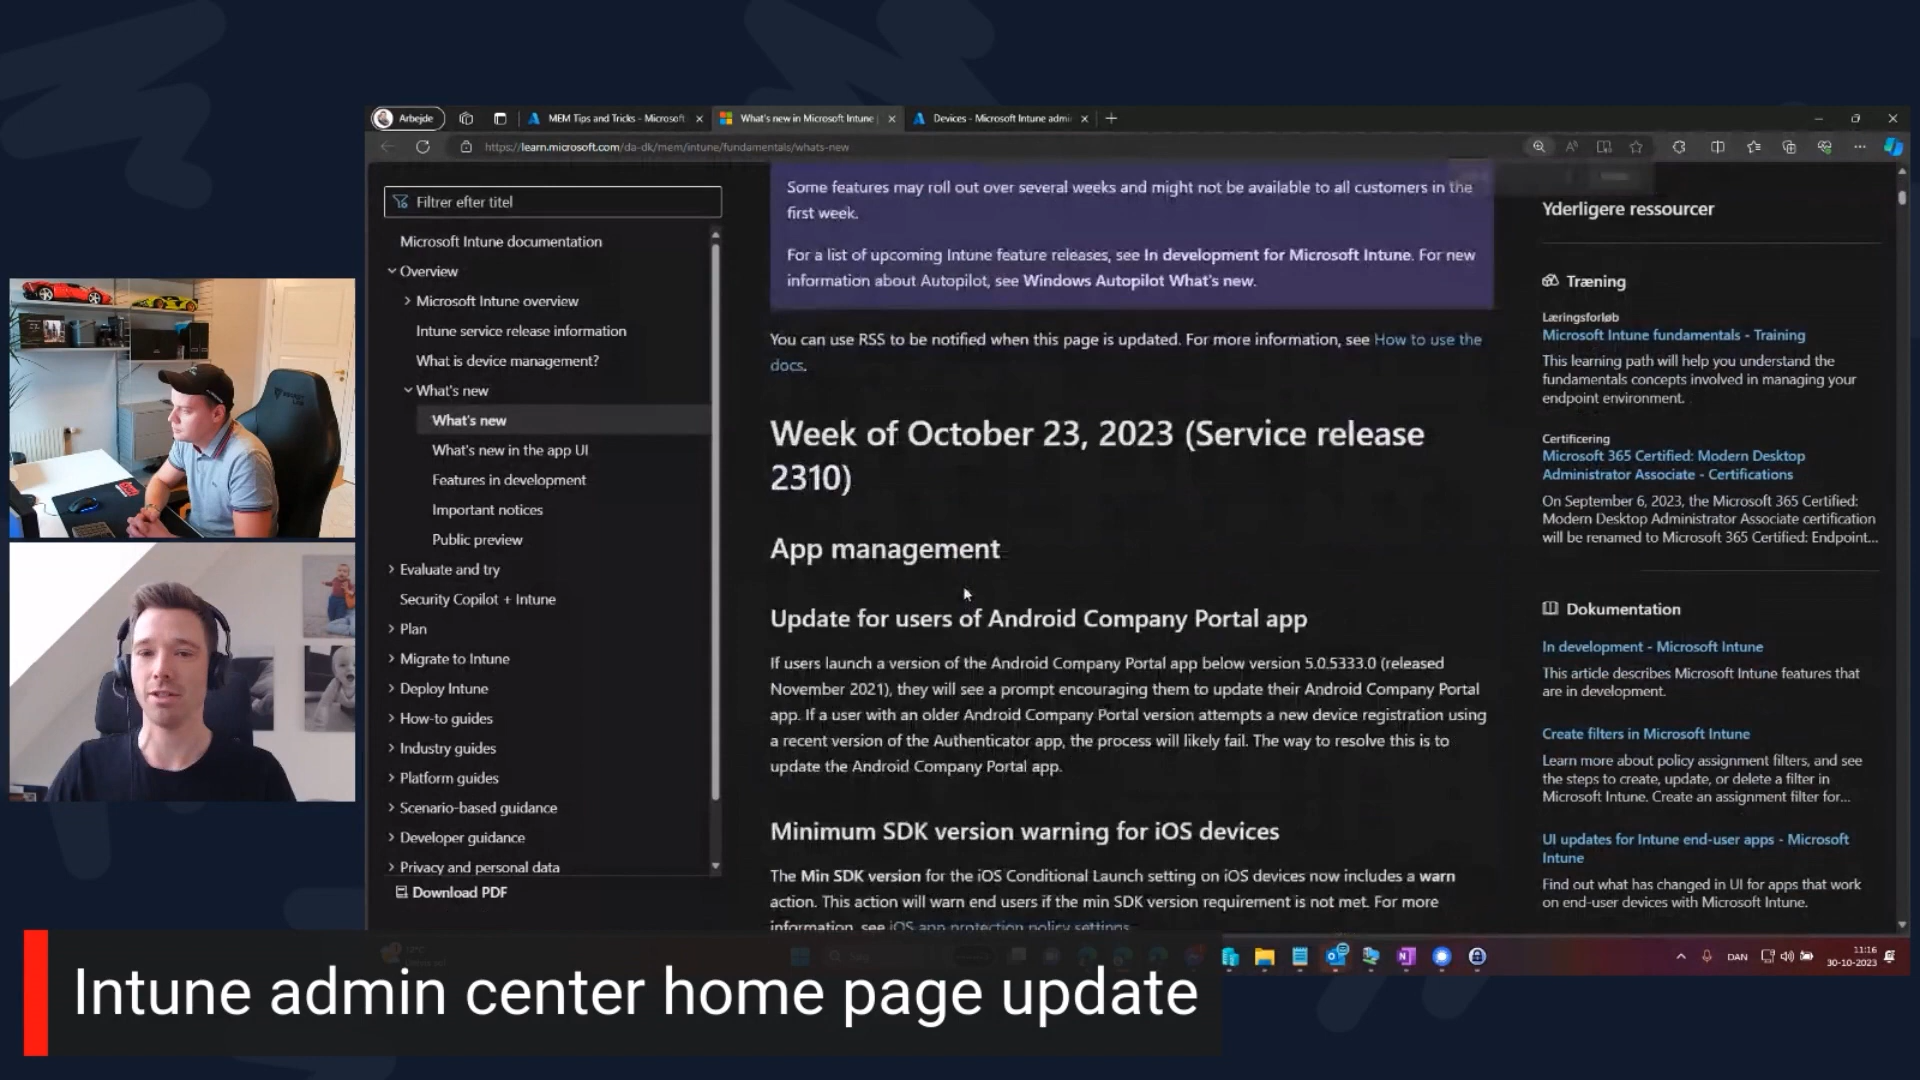 Arbejde
MEM Tips and Tricks - Microsoft
What's new in Microsoft Intune |
Devices - Microsoft Intune admi
https://learn.microsoft.com/da-dk/mem/intune/fundamentals/whats-new
Filtrer efter titel
Microsoft Intune documentation
Overview
Microsoft Intune overview
Intune service release information
What is device management?
What's new
What's new
What's new in the app UI
Features in development
Important notices
Public preview
Evaluate and try
Security Copilot + Intune
Plan
Migrate to Intune
Deploy Intune
How-to guides
Industry guides
Platform guides
Scenario-based guidance
Developer guidance
Privacy and personal data
Download PDF
Some features may roll out over several weeks and might not be available to all customers in the
first week.
For a list of upcoming Intune feature releases, see In development for Microsoft Intune. For new
information about Autopilot, see Windows Autopilot What's new.
You can use RSS to be notified when this page is updated. For more information, see How to use the
docs.
Week of October 23, 2023 (Service release
2310)
App management
Update for users of Android Company Portal app
If users launch a version of the Android Company Portal app below version 5.0.5333.0 (released
November 2021), they will see a prompt encouraging them to update their Android Company Portal
app. If a user with an older Android Company Portal version attempts a new device registration using
a recent version of the Authenticator app, the process will likely fail. The way to resolve this is to
update the Android Company Portal app.
Minimum SDK version warning for iOS devices
The Min SDK version for the iOS Conditional Launch setting on iOS devices now includes a warn
action. This action will warn end users if the min SDK version requirement is not met. For more
information, see iOS app protection policy settings.
Yderligere ressourcer
Træning
Læringsforløb
Microsoft Intune fundamentals - Training
This learning path will help you understand the
fundamentals concepts involved in managing your
endpoint environment.
Certificering
Microsoft 365 Certified: Modern Desktop
Administrator Associate - Certifications
On September 6, 2023, the Microsoft 365 Certified:
Modern Desktop Administrator Associate certification
will be renamed to Microsoft 365 Certified: Endpoint...
Dokumentation
In development - Microsoft Intune
This article describes Microsoft Intune features that
are in development.
Create filters in Microsoft Intune
Learn more about policy assignment filters, and see
the steps to create, update, or delete a filter in
Microsoft Intune. Create an assignment filter for...
UI updates for Intune end-user apps - Microsoft
Intune
Find out what has changed in UI for apps that work
on end-user devices with Microsoft Intune.
DAN
11:16
30-10-2023
Intune admin center home page update